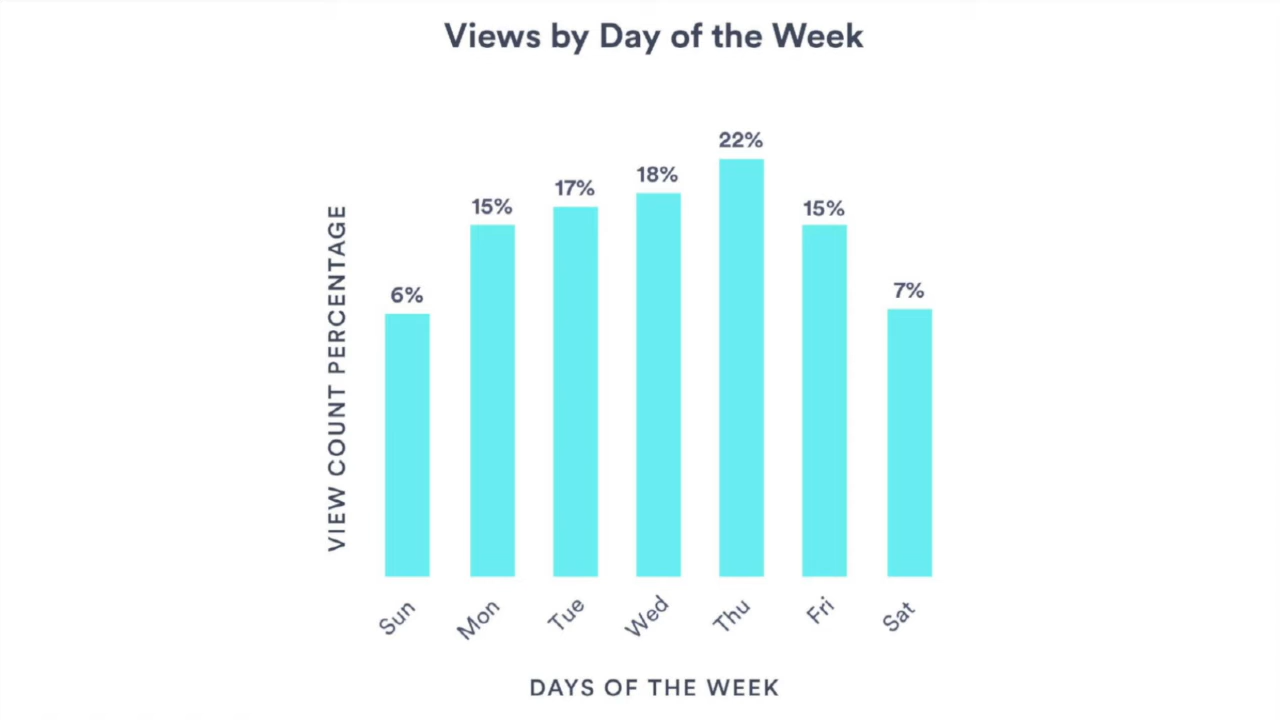 Views by Day of the Week
VIEW COUNT PERCENTAGE
6%
15%
17%
18%
22%
15%
7%
Sun
Mon
Tue
Wed
Thu
Fri
Sat
DAYS OF THE WEEK